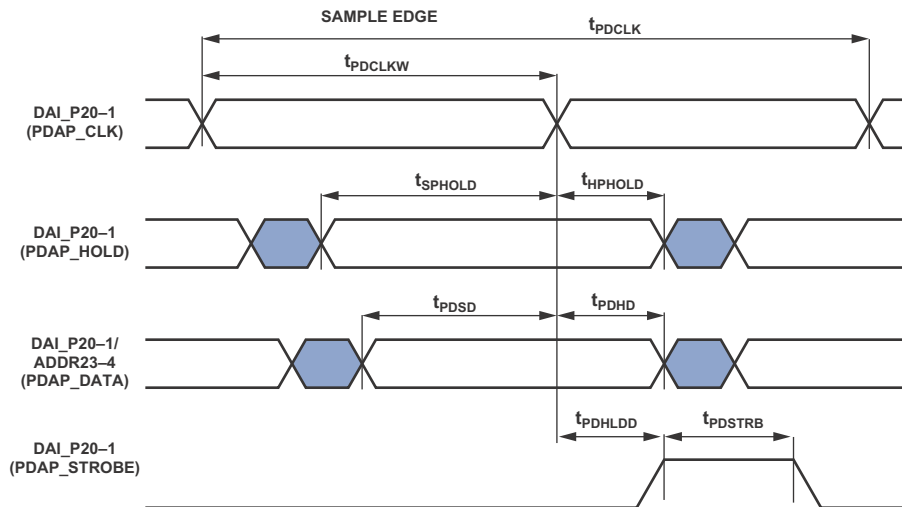 SAMPLE EDGE
tPDCLK
tPDCLKW
DAI_P20–1
(PDAP_CLK)
tSPHOLD
tHPHOLD
DAI_P20–1
(PDAP_HOLD)
tPDSD
tPDHD
DAI_P20–1/
ADDR23–4
(PDAP_DATA)
tPDHLDD
tPDSTRB
DAI_P20–1
(PDAP_STROBE)